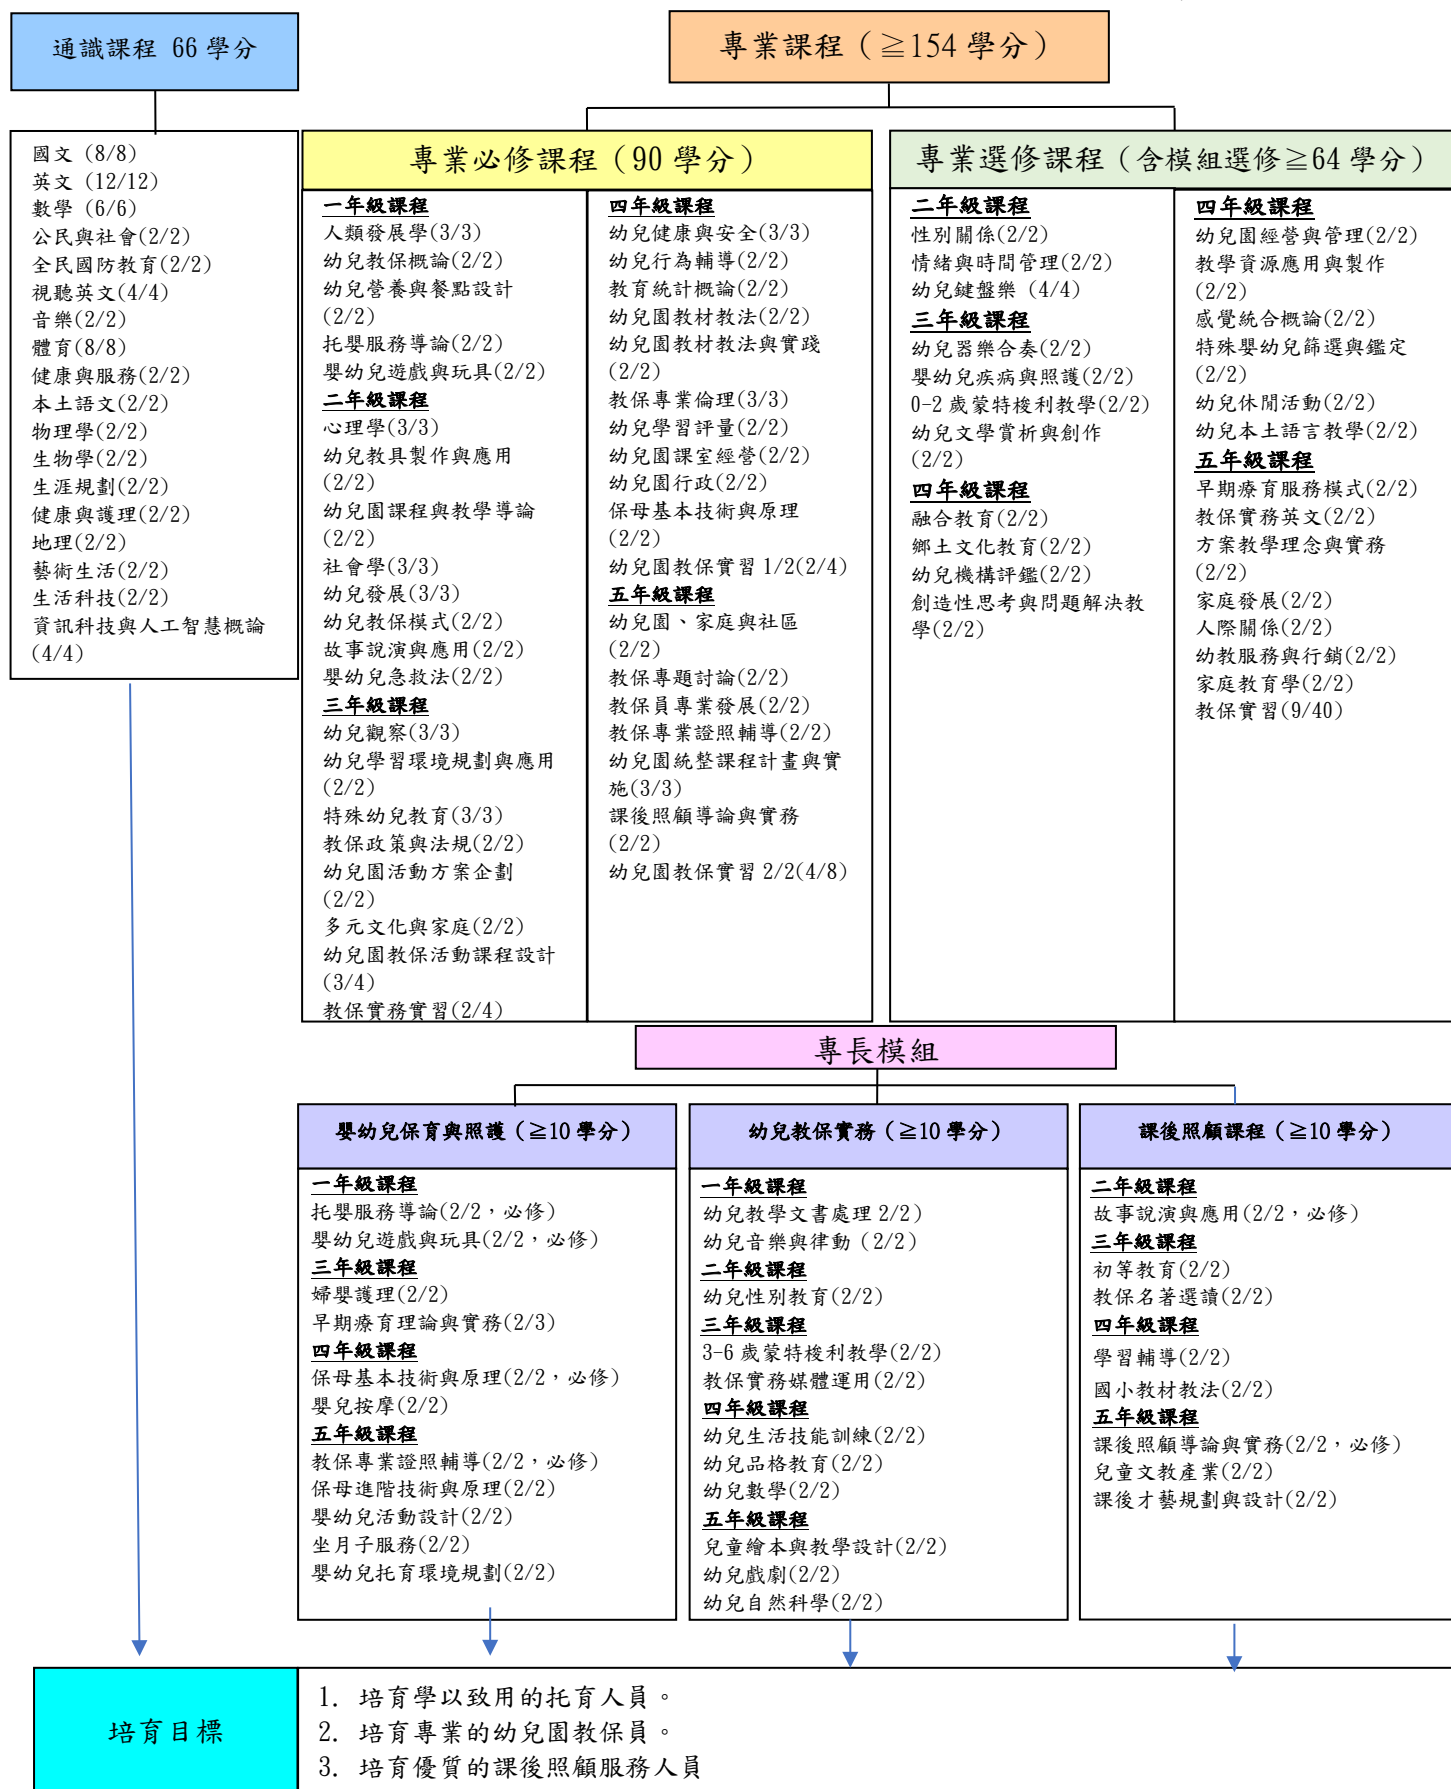 通識課程 66 學分
專業課程（≧154 學分）
國文 (8/8)
英文 (12/12)
數學 (6/6)
公民與社會(2/2)
全民國防教育(2/2)
視聽英文(4/4)
音樂(2/2)
體育(8/8)
健康與服務(2/2)
本土語文(2/2)
物理學(2/2)
生物學(2/2)
生涯規劃(2/2)
健康與護理(2/2)
地理(2/2)
藝術生活(2/2)
生活科技(2/2)
資訊科技與人工智慧概論
(4/4)
專業必修課程（90 學分）
一年級課程
人類發展學(3/3)
幼兒教保概論(2/2)
幼兒營養與餐點設計
(2/2)
托嬰服務導論(2/2)
嬰幼兒遊戲與玩具(2/2)
二年級課程
心理學(3/3)
幼兒教具製作與應用
(2/2)
幼兒園課程與教學導論
(2/2)
社會學(3/3)
幼兒發展(3/3)
幼兒教保模式(2/2)
故事說演與應用(2/2)
嬰幼兒急救法(2/2)
三年級課程
幼兒觀察(3/3)
幼兒學習環境規劃與應用
(2/2)
特殊幼兒教育(3/3)
教保政策與法規(2/2)
幼兒園活動方案企劃
(2/2)
多元文化與家庭(2/2)
幼兒園教保活動課程設計
(3/4)
教保實務實習(2/4)
四年級課程
幼兒健康與安全(3/3)
幼兒行為輔導(2/2)
教育統計概論(2/2)
幼兒園教材教法(2/2)
幼兒園教材教法與實踐
(2/2)
教保專業倫理(3/3)
幼兒學習評量(2/2)
幼兒園課室經營(2/2)
幼兒園行政(2/2)
保母基本技術與原理
(2/2)
幼兒園教保實習 1/2(2/4)
五年級課程
幼兒園、家庭與社區
(2/2)
教保專題討論(2/2)
教保員專業發展(2/2)
教保專業證照輔導(2/2)
幼兒園統整課程計畫與實
施(3/3)
課後照顧導論與實務
(2/2)
幼兒園教保實習 2/2(4/8)
專業選修課程（含模組選修≧64 學分）
二年級課程
性別關係(2/2)
情緒與時間管理(2/2)
幼兒鍵盤樂 (4/4)
三年級課程
幼兒器樂合奏(2/2)
嬰幼兒疾病與照護(2/2)
0-2 歲蒙特梭利教學(2/2)
幼兒文學賞析與創作
(2/2)
四年級課程
融合教育(2/2)
鄉土文化教育(2/2)
幼兒機構評鑑(2/2)
創造性思考與問題解決教
學(2/2)
四年級課程
幼兒園經營與管理(2/2)
教學資源應用與製作
(2/2)
感覺統合概論(2/2)
特殊嬰幼兒篩選與鑑定
(2/2)
幼兒休閒活動(2/2)
幼兒本土語言教學(2/2)
五年級課程
早期療育服務模式(2/2)
教保實務英文(2/2)
方案教學理念與實務
(2/2)
家庭發展(2/2)
人際關係(2/2)
幼教服務與行銷(2/2)
家庭教育學(2/2)
教保實習(9/40)
專長模組
嬰幼兒保育與照護（≧10 學分）
一年級課程
托嬰服務導論(2/2，必修)
嬰幼兒遊戲與玩具(2/2，必修)
三年級課程
婦嬰護理(2/2)
早期療育理論與實務(2/3)
四年級課程
保母基本技術與原理(2/2，必修)
嬰兒按摩(2/2)
五年級課程
教保專業證照輔導(2/2，必修)
保母進階技術與原理(2/2)
嬰幼兒活動設計(2/2)
坐月子服務(2/2)
嬰幼兒托育環境規劃(2/2)
幼兒教保實務（≧10 學分）
一年級課程
幼兒教學文書處理 2/2)
幼兒音樂與律動 (2/2)
二年級課程
幼兒性別教育(2/2)
三年級課程
3-6 歲蒙特梭利教學(2/2)
教保實務媒體運用(2/2)
四年級課程
幼兒生活技能訓練(2/2)
幼兒品格教育(2/2)
幼兒數學(2/2)
五年級課程
兒童繪本與教學設計(2/2)
幼兒戲劇(2/2)
幼兒自然科學(2/2)
課後照顧課程（≧10 學分）
二年級課程
故事說演與應用(2/2，必修)
三年級課程
初等教育(2/2)
教保名著選讀(2/2)
四年級課程
學習輔導(2/2)
國小教材教法(2/2)
五年級課程
課後照顧導論與實務(2/2，必修)
兒童文教產業(2/2)
課後才藝規劃與設計(2/2)
培育目標
1. 培育學以致用的托育人員。
2. 培育專業的幼兒園教保員。
3. 培育優質的課後照顧服務人員